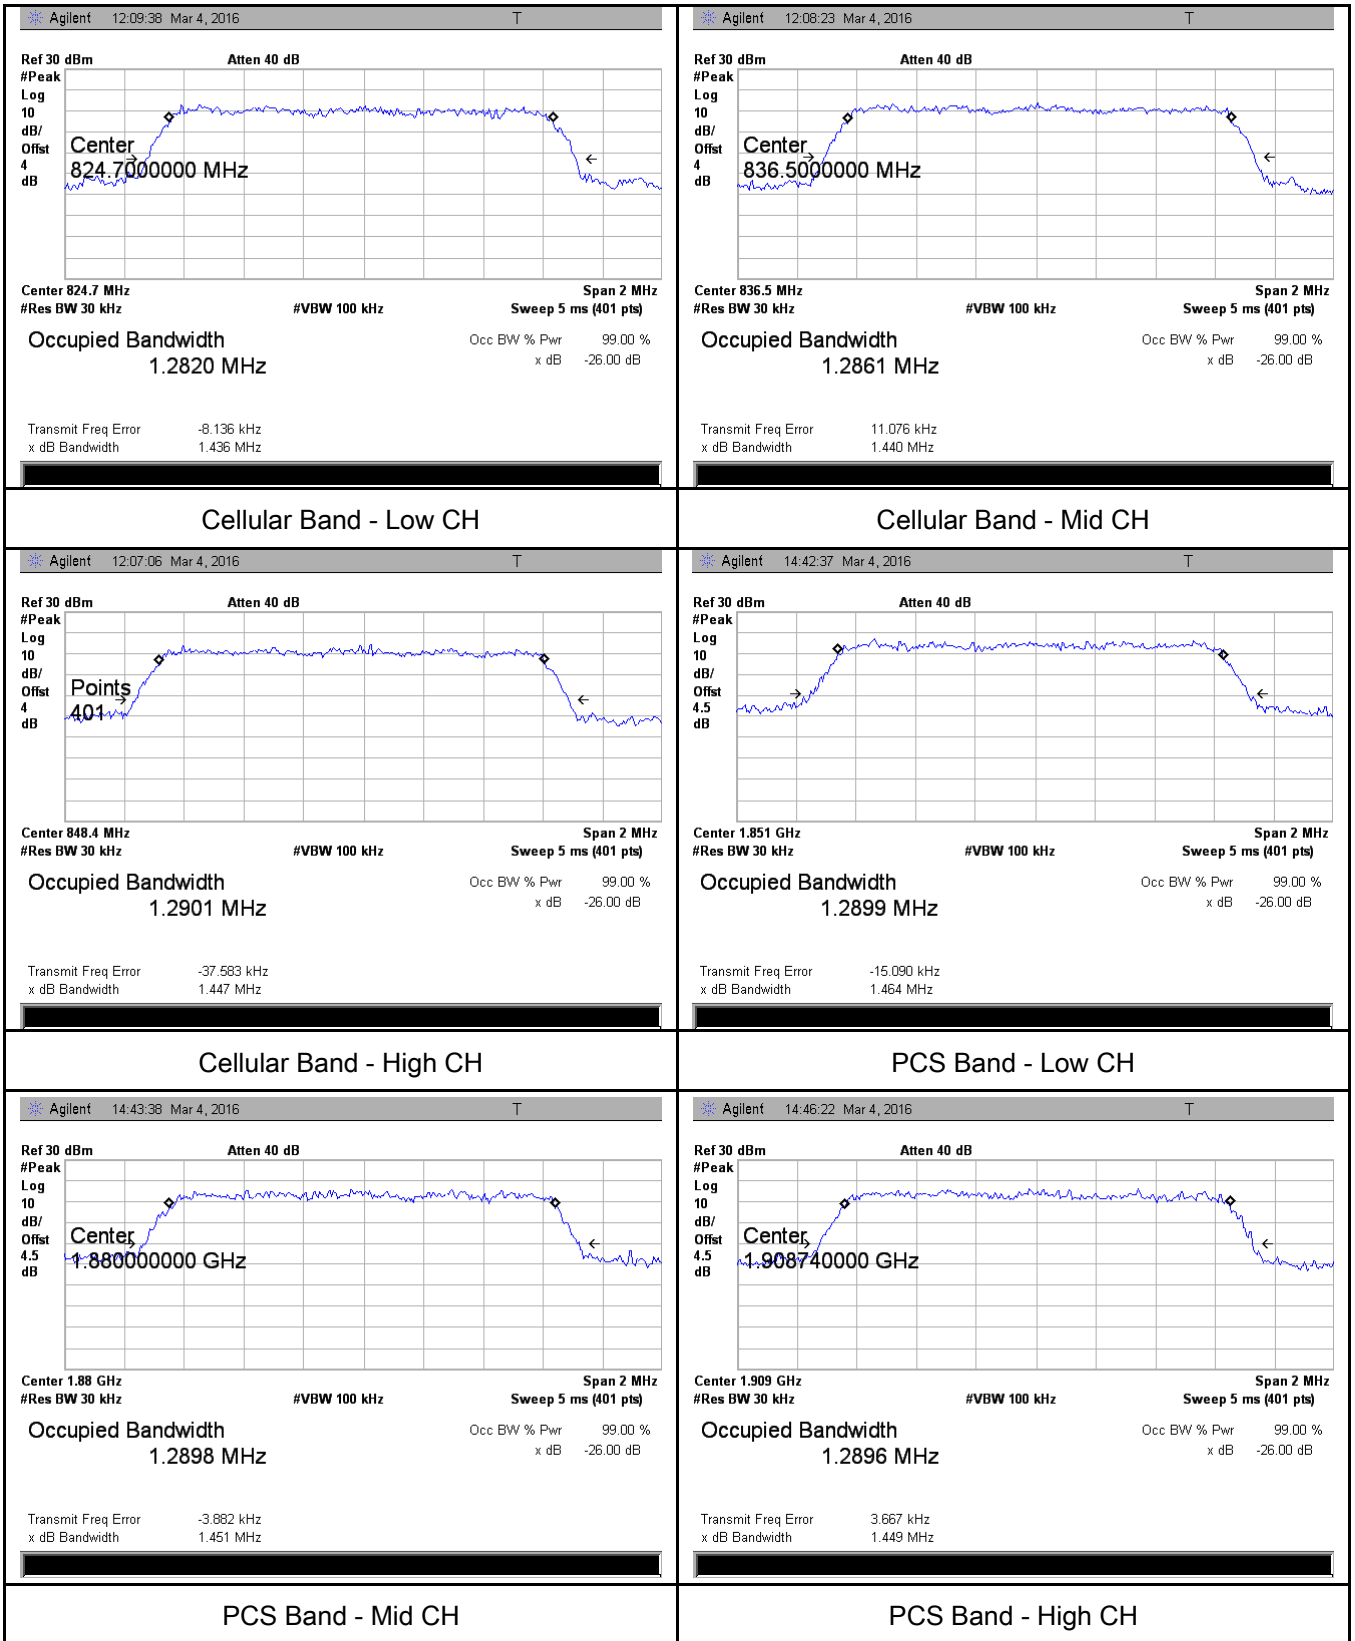 Agilent 12:09:38 Mar 4, 2016 T
Ref 30 dBm Atten 40 dB
#Peak
Log
10
dB/
Offst
4
dB
Center
824.7000000 MHz
Center 824.7 MHz Span 2 MHz
#Res BW 30 kHz #VBW 100 kHz Sweep 5 ms (401 pts)
Occupied Bandwidth Occ BW % Pwr 99.00 %
1.2820 MHz x dB -26.00 dB
Transmit Freq Error -8.136 kHz
x dB Bandwidth 1.436 MHz
Cellular Band - Low CH
Agilent 12:08:23 Mar 4, 2016 T
Ref 30 dBm Atten 40 dB
#Peak
Log
10
dB/
Offst
4
dB
Center
836.5000000 MHz
Center 836.5 MHz Span 2 MHz
#Res BW 30 kHz #VBW 100 kHz Sweep 5 ms (401 pts)
Occupied Bandwidth Occ BW % Pwr 99.00 %
1.2861 MHz x dB -26.00 dB
Transmit Freq Error 11.076 kHz
x dB Bandwidth 1.440 MHz
Cellular Band - Mid CH
Agilent 12:07:06 Mar 4, 2016 T
Ref 30 dBm Atten 40 dB
#Peak
Log
10
dB/
Offst
4
dB
Points
401
Center 848.4 MHz Span 2 MHz
#Res BW 30 kHz #VBW 100 kHz Sweep 5 ms (401 pts)
Occupied Bandwidth Occ BW % Pwr 99.00 %
1.2901 MHz x dB -26.00 dB
Transmit Freq Error -37.583 kHz
x dB Bandwidth 1.447 MHz
Cellular Band - High CH
Agilent 14:42:37 Mar 4, 2016 T
Ref 30 dBm Atten 40 dB
#Peak
Log
10
dB/
Offst
4.5
dB
Center 1.851 GHz Span 2 MHz
#Res BW 30 kHz #VBW 100 kHz Sweep 5 ms (401 pts)
Occupied Bandwidth Occ BW % Pwr 99.00 %
1.2899 MHz x dB -26.00 dB
Transmit Freq Error -15.090 kHz
x dB Bandwidth 1.464 MHz
PCS Band - Low CH
Agilent 14:43:38 Mar 4, 2016 T
Ref 30 dBm Atten 40 dB
#Peak
Log
10
dB/
Offst
4.5
dB
Center
1.880000000 GHz
Center 1.88 GHz Span 2 MHz
#Res BW 30 kHz #VBW 100 kHz Sweep 5 ms (401 pts)
Occupied Bandwidth Occ BW % Pwr 99.00 %
1.2898 MHz x dB -26.00 dB
Transmit Freq Error -3.882 kHz
x dB Bandwidth 1.451 MHz
PCS Band - Mid CH
Agilent 14:46:22 Mar 4, 2016 T
Ref 30 dBm Atten 40 dB
#Peak
Log
10
dB/
Offst
4.5
dB
Center
1.908740000 GHz
Center 1.909 GHz Span 2 MHz
#Res BW 30 kHz #VBW 100 kHz Sweep 5 ms (401 pts)
Occupied Bandwidth Occ BW % Pwr 99.00 %
1.2896 MHz x dB -26.00 dB
Transmit Freq Error 3.667 kHz
x dB Bandwidth 1.449 MHz
PCS Band - High CH